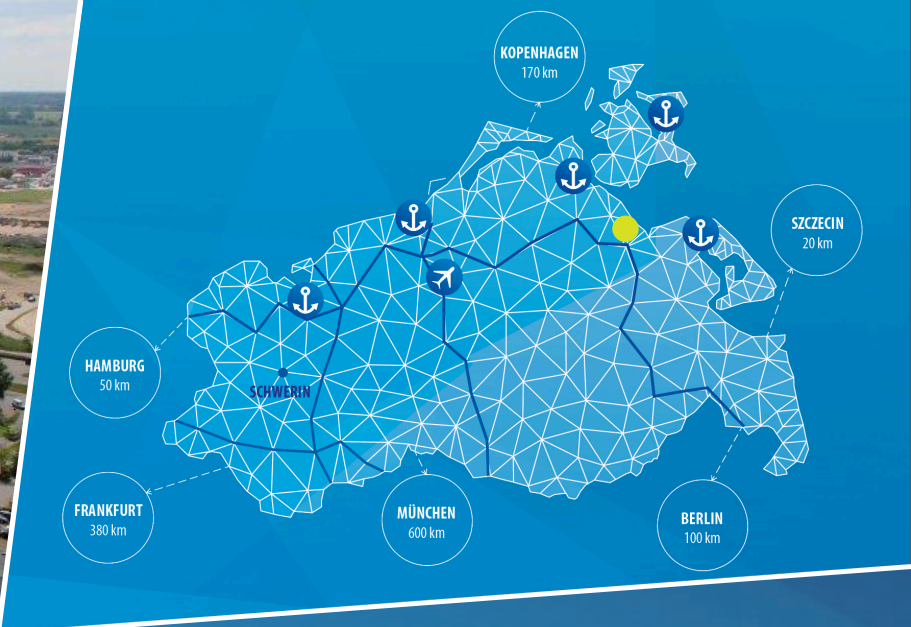 KOPENHAGEN
170 km
SZCZECIN
20 km
HAMBURG
50 km
SCHWERIN
FRANKFURT
380 km
MÜNCHEN
600 km
BERLIN
100 km